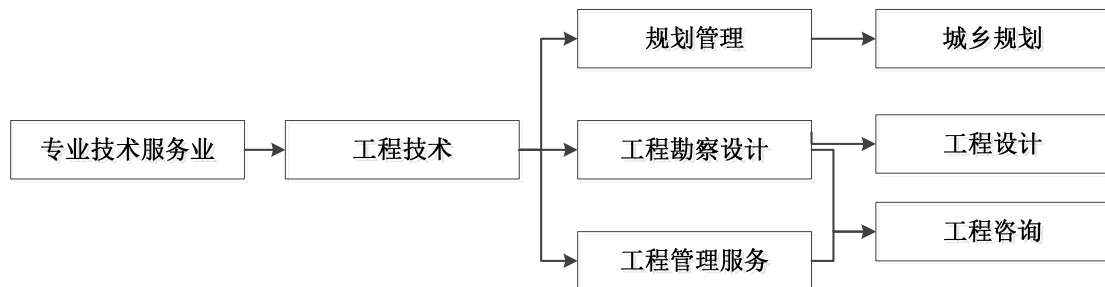 规划管理
城乡规划
专业技术服务业
工程技术
工程勘察设计
工程设计
工程咨询
工程管理服务